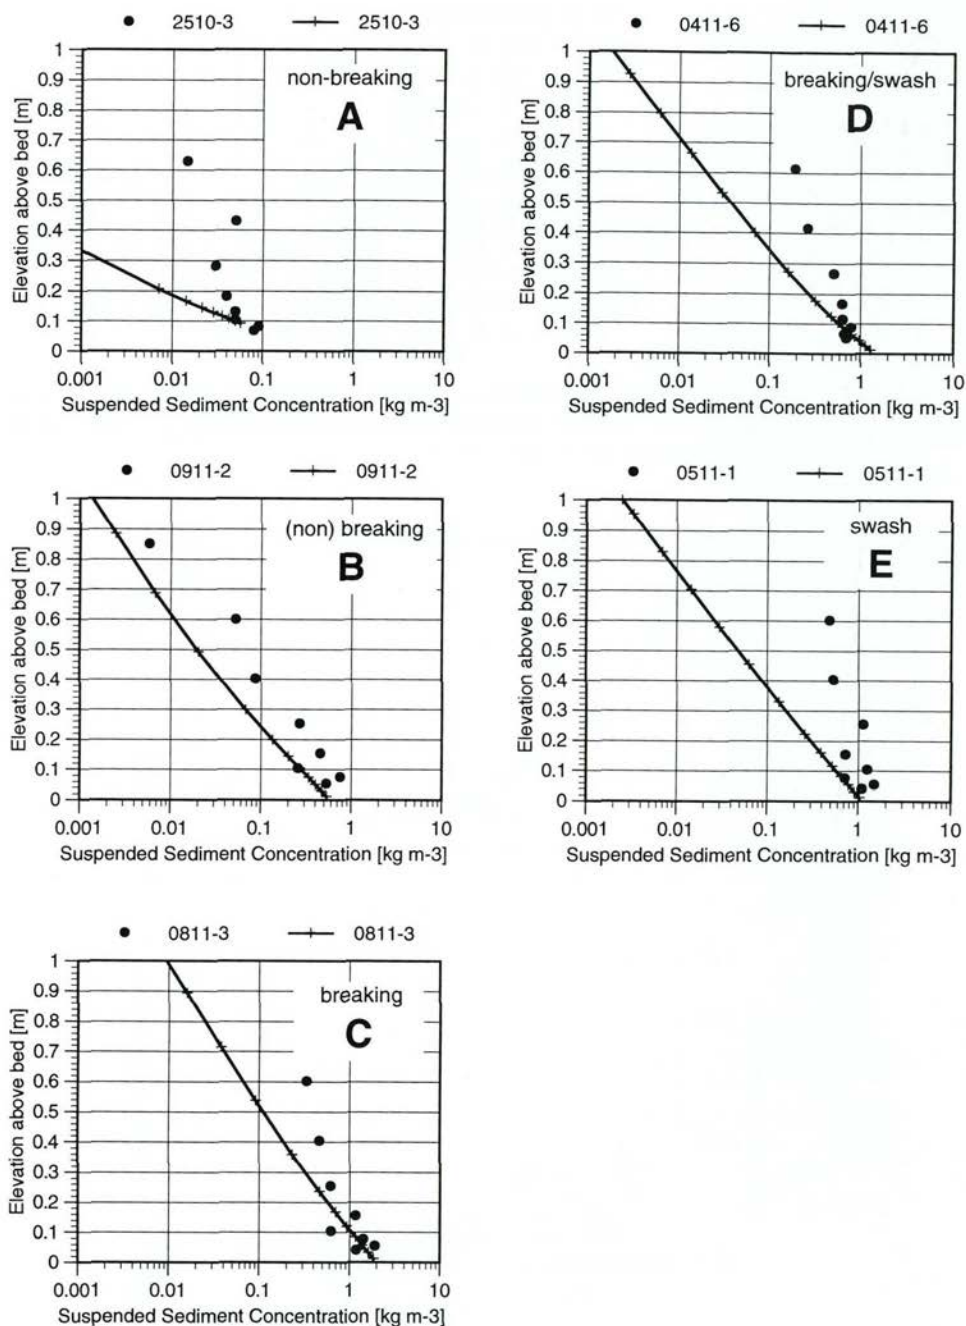 2510-3 2510-3
non-breaking
A
1
0.9
0.8
0.7
0.6
0.5
0.4
0.3
0.2
0.1
0
Elevation above bed [m]
0.001 0.01 0.1 1 10
Suspended Sediment Concentration [kg m-3]
0411-6 0411-6
breaking/swash
D
1
0.9
0.8
0.7
0.6
0.5
0.4
0.3
0.2
0.1
0
Elevation above bed [m]
0.001 0.01 0.1 1 10
Suspended Sediment Concentration [kg m-3]
0911-2 0911-2
(non) breaking
B
1
0.9
0.8
0.7
0.6
0.5
0.4
0.3
0.2
0.1
0
Elevation above bed [m]
0.001 0.01 0.1 1 10
Suspended Sediment Concentration [kg m-3]
0511-1 0511-1
swash
E
1
0.9
0.8
0.7
0.6
0.5
0.4
0.3
0.2
0.1
0
Elevation above bed [m]
0.001 0.01 0.1 1 10
Suspended Sediment Concentration [kg m-3]
0811-3 0811-3
breaking
C
1
0.9
0.8
0.7
0.6
0.5
0.4
0.3
0.2
0.1
0
Elevation above bed [m]
0.001 0.01 0.1 1 10
Suspended Sediment Concentration [kg m-3]